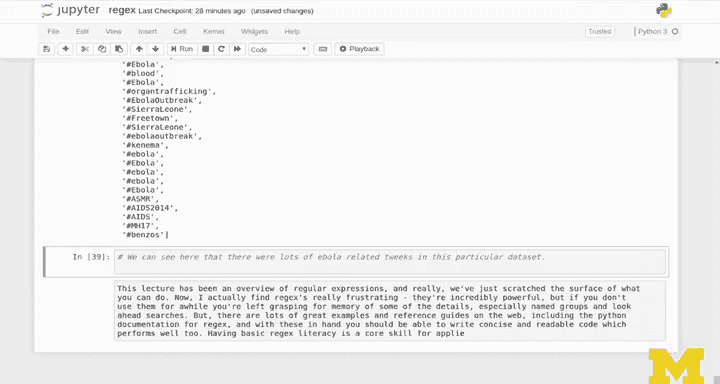 jupyter regex Last Checkpoint: 28 minutes ago (unsaved changes)
File Edit View Insert Cell Kernel Widgets Help Trusted Python 3
Run Code Playback
'#Ebola',
'#blood',
'#Ebola',
'#organtrafficking',
'#EbolaOutbreak',
'#SierraLeone',
'#Freetown',
'#SierraLeone',
'#ebolaoutbreak',
'#kenema',
'#ebola',
'#Ebola',
'#ebola',
'#ebola',
'#Ebola',
'#ASMR',
'#AIDS2014',
'#AIDS',
'#MH17',
'#benzos']
In [39]: # We can see here that there were lots of ebola related tweeks in this particular dataset.
This lecture has been an overview of regular expressions, and really, we've just scratched the surface of what
you can do. Now, I actually find regex's really frustrating - they're incredibly powerful, but if you don't
use them for awhile you're left grasping for memory of some of the details, especially named groups and look
ahead searches. But, there are lots of great examples and reference guides on the web, including the python
documentation for regex, and with these in hand you should be able to write concise and readable code which
performs well too. Having basic regex literacy is a core skill for applie
M